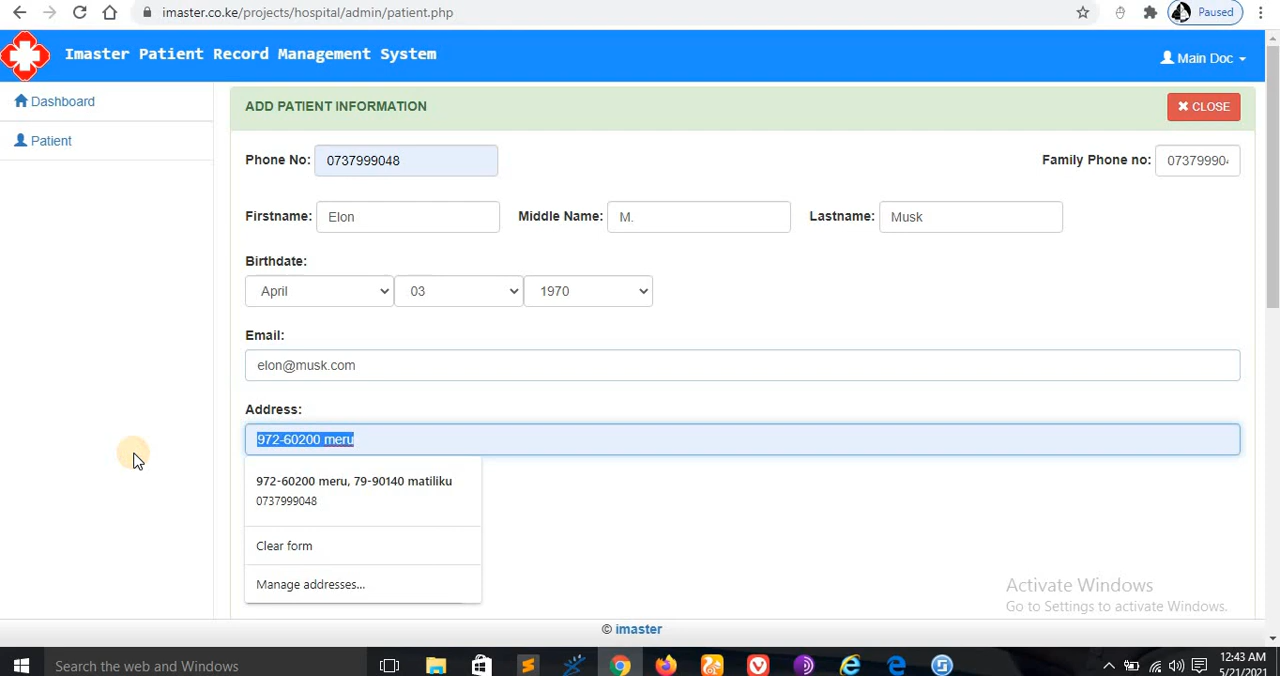 imaster.co.ke/projects/hospital/admin/patient.php
Paused
Imaster Patient Record Management System
Main Doc
Dashboard
Patient
ADD PATIENT INFORMATION
✖ CLOSE
Phone No: 0737999048 Family Phone no: 07379990
Firstname: Elon Middle Name: M. Lastname: Musk
Birthdate:
April 03 1970
Email:
elon@musk.com
Address:
972-60200 meru
972-60200 meru, 79-90140 matiliku
0737999048
Clear form
Manage addresses...
Activate Windows
Go to Settings to activate Windows.
© imaster
Search the web and Windows
12:43 AM
5/21/2021